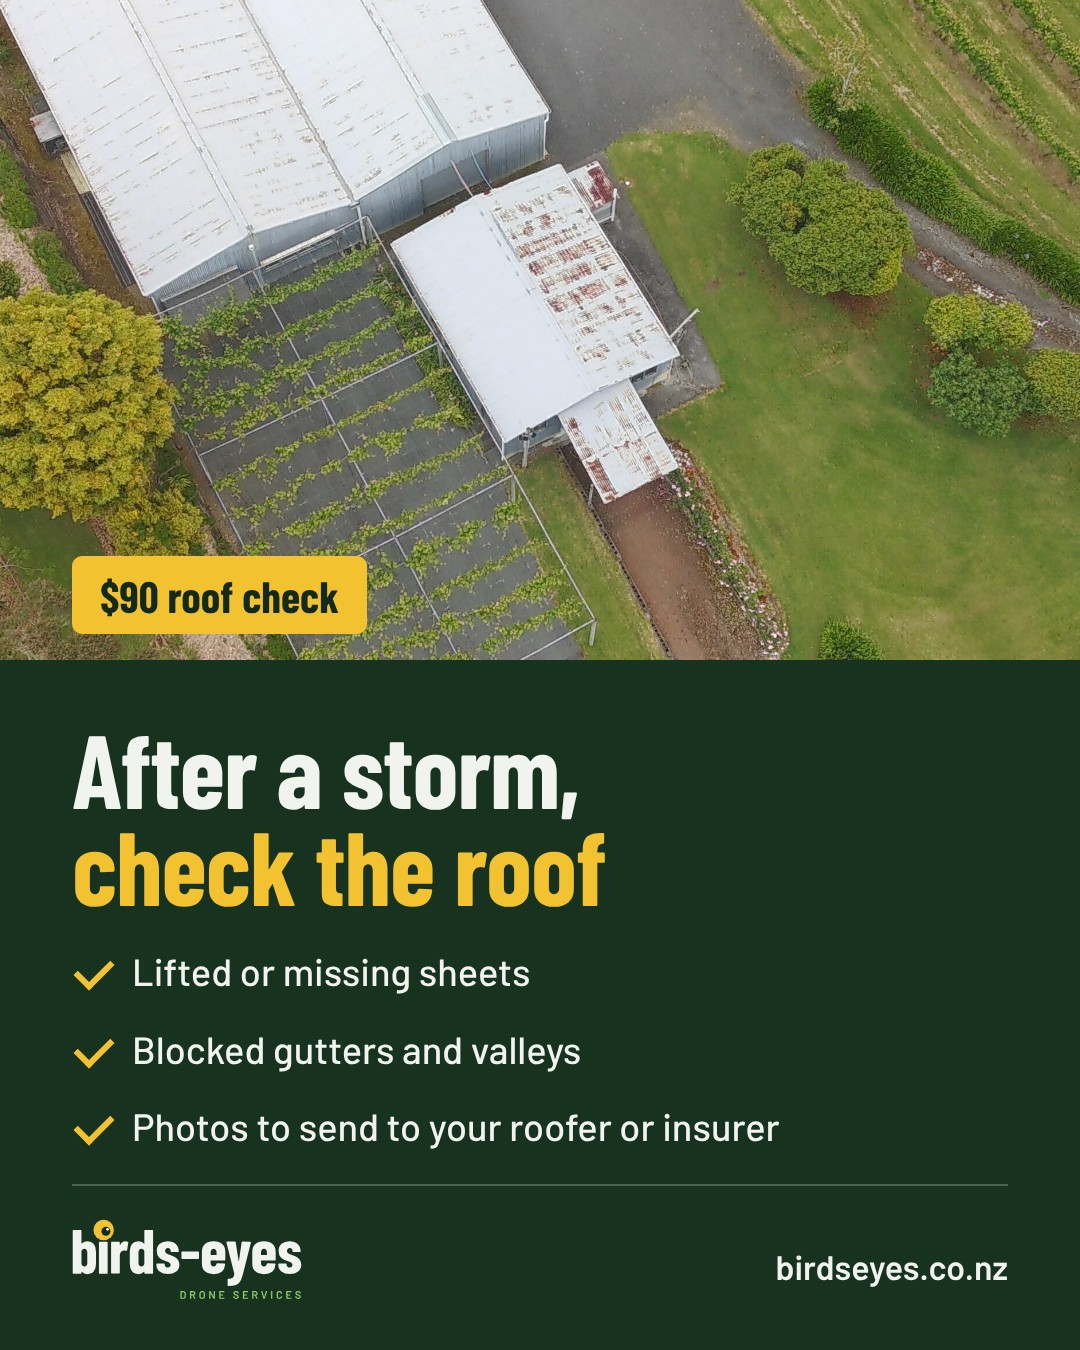 $90 roof check
After a storm,
check the roof
Lifted or missing sheets
Blocked gutters and valleys
Photos to send to your roofer or insurer
birds-eyes
DRONE SERVICES
birdseyes.co.nz